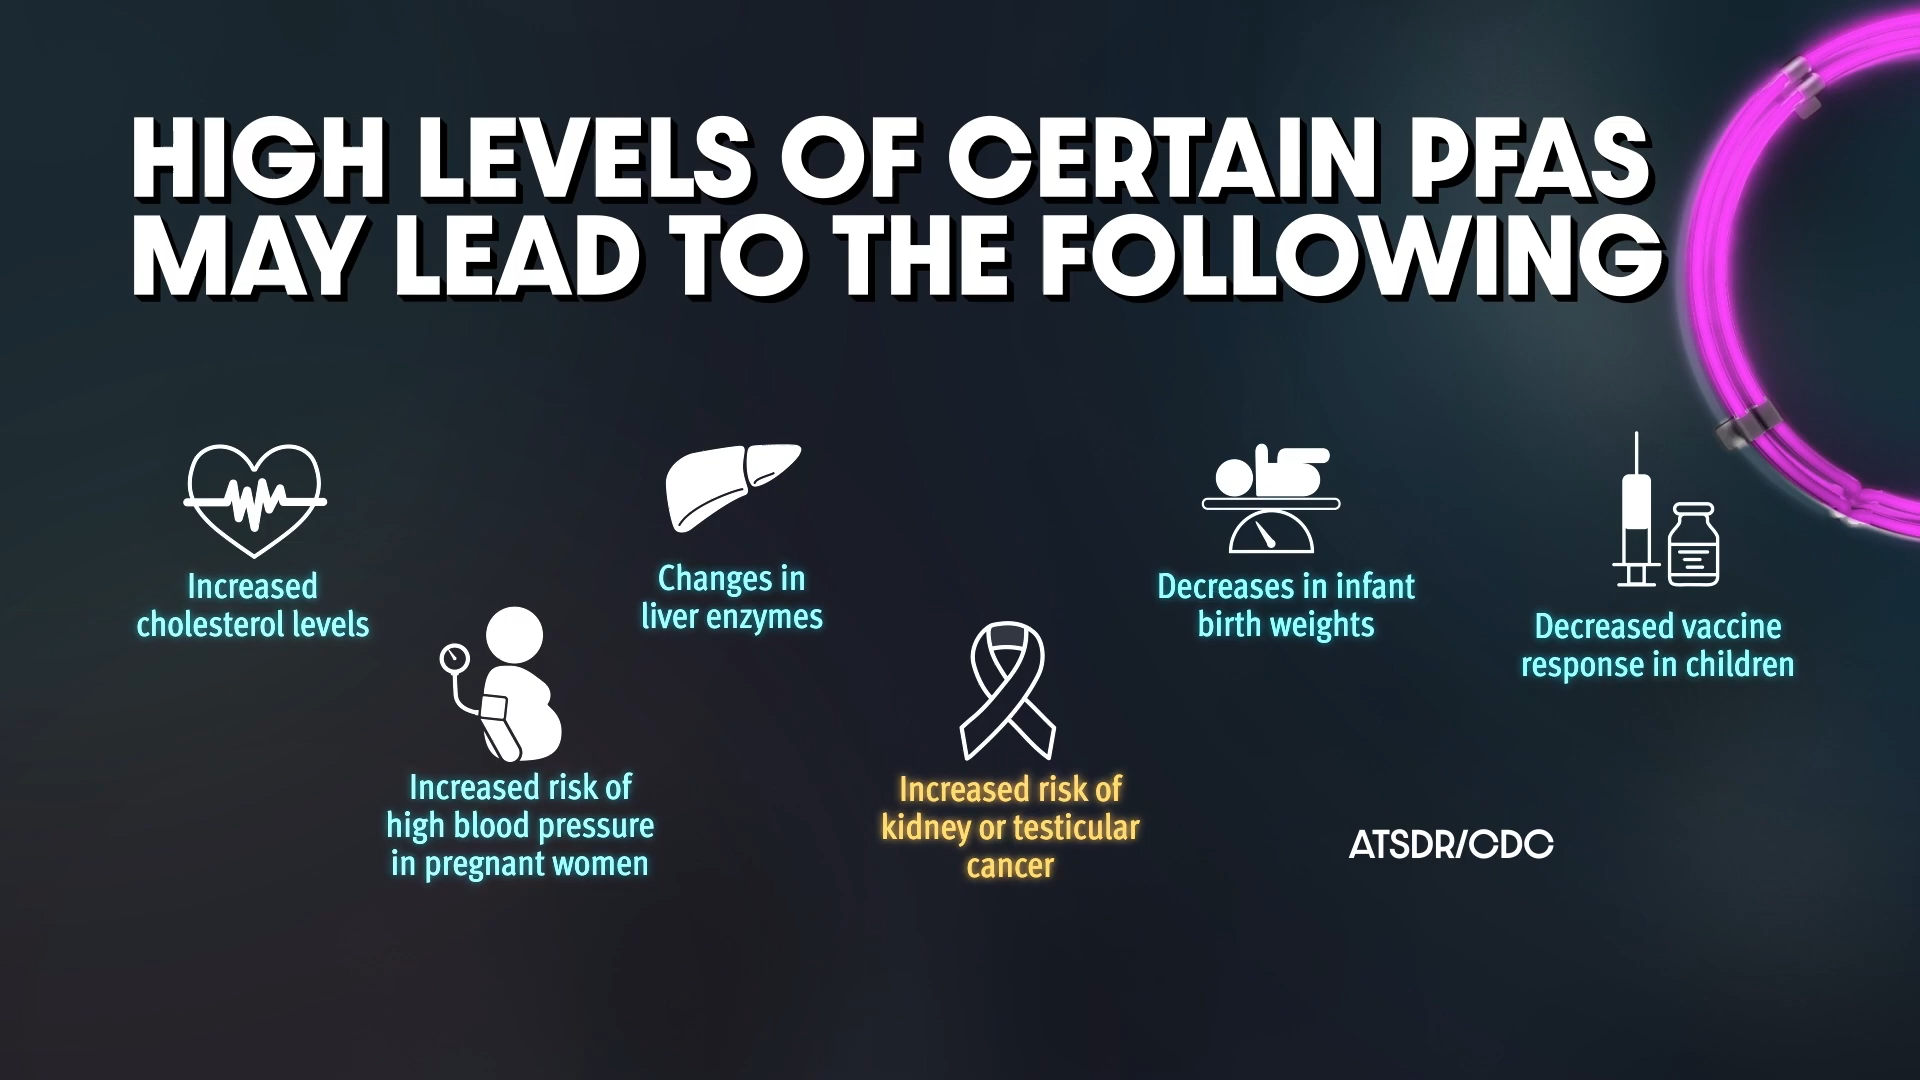 HIGH LEVELS OF CERTAIN PFAS
MAY LEAD TO THE FOLLOWING
Increased
cholesterol levels
Increased risk of
high blood pressure
in pregnant women
Changes in
liver enzymes
Increased risk of
kidney or testicular
cancer
Decreases in infant
birth weights
Decreased vaccine
response in children
ATSDR/CDC